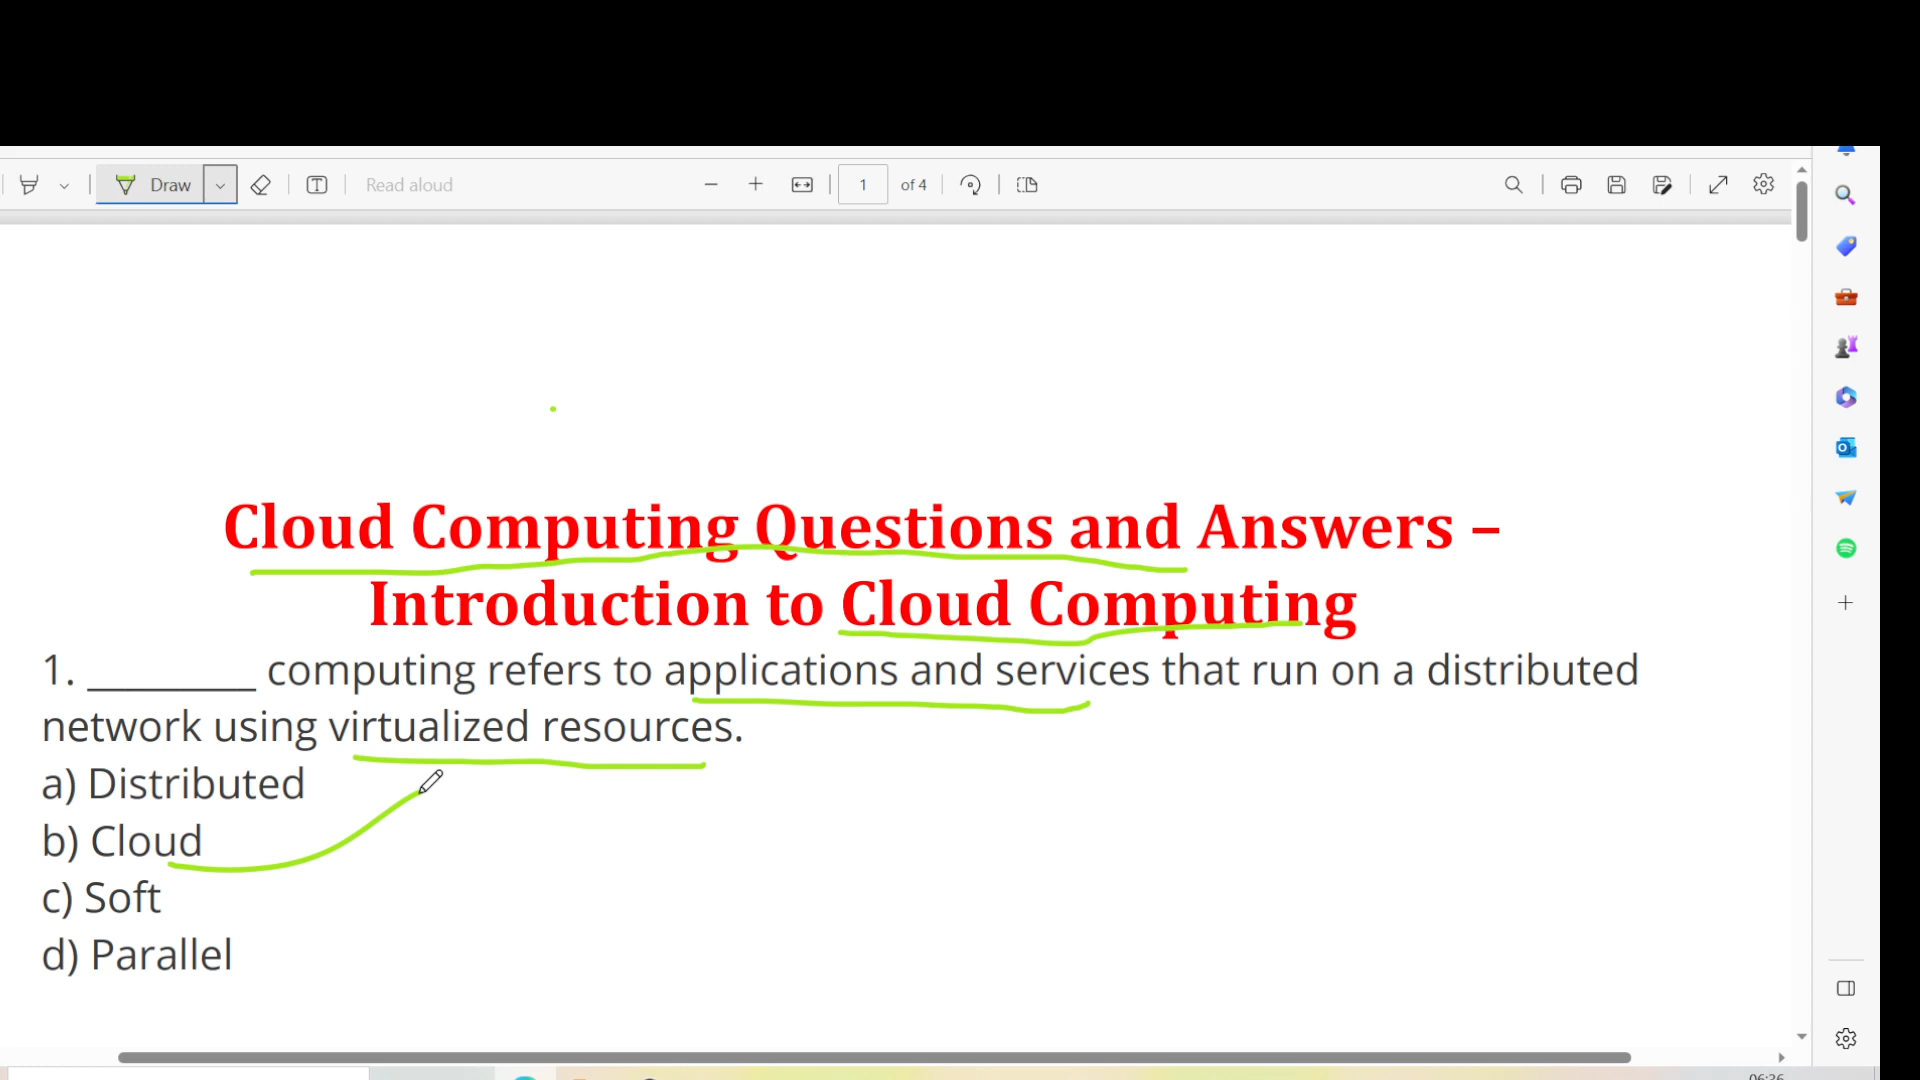 Draw
Read aloud
1 of 4
Cloud Computing Questions and Answers –
Introduction to Cloud Computing
1. ________ computing refers to applications and services that run on a distributed
network using virtualized resources.
a) Distributed
b) Cloud
c) Soft
d) Parallel